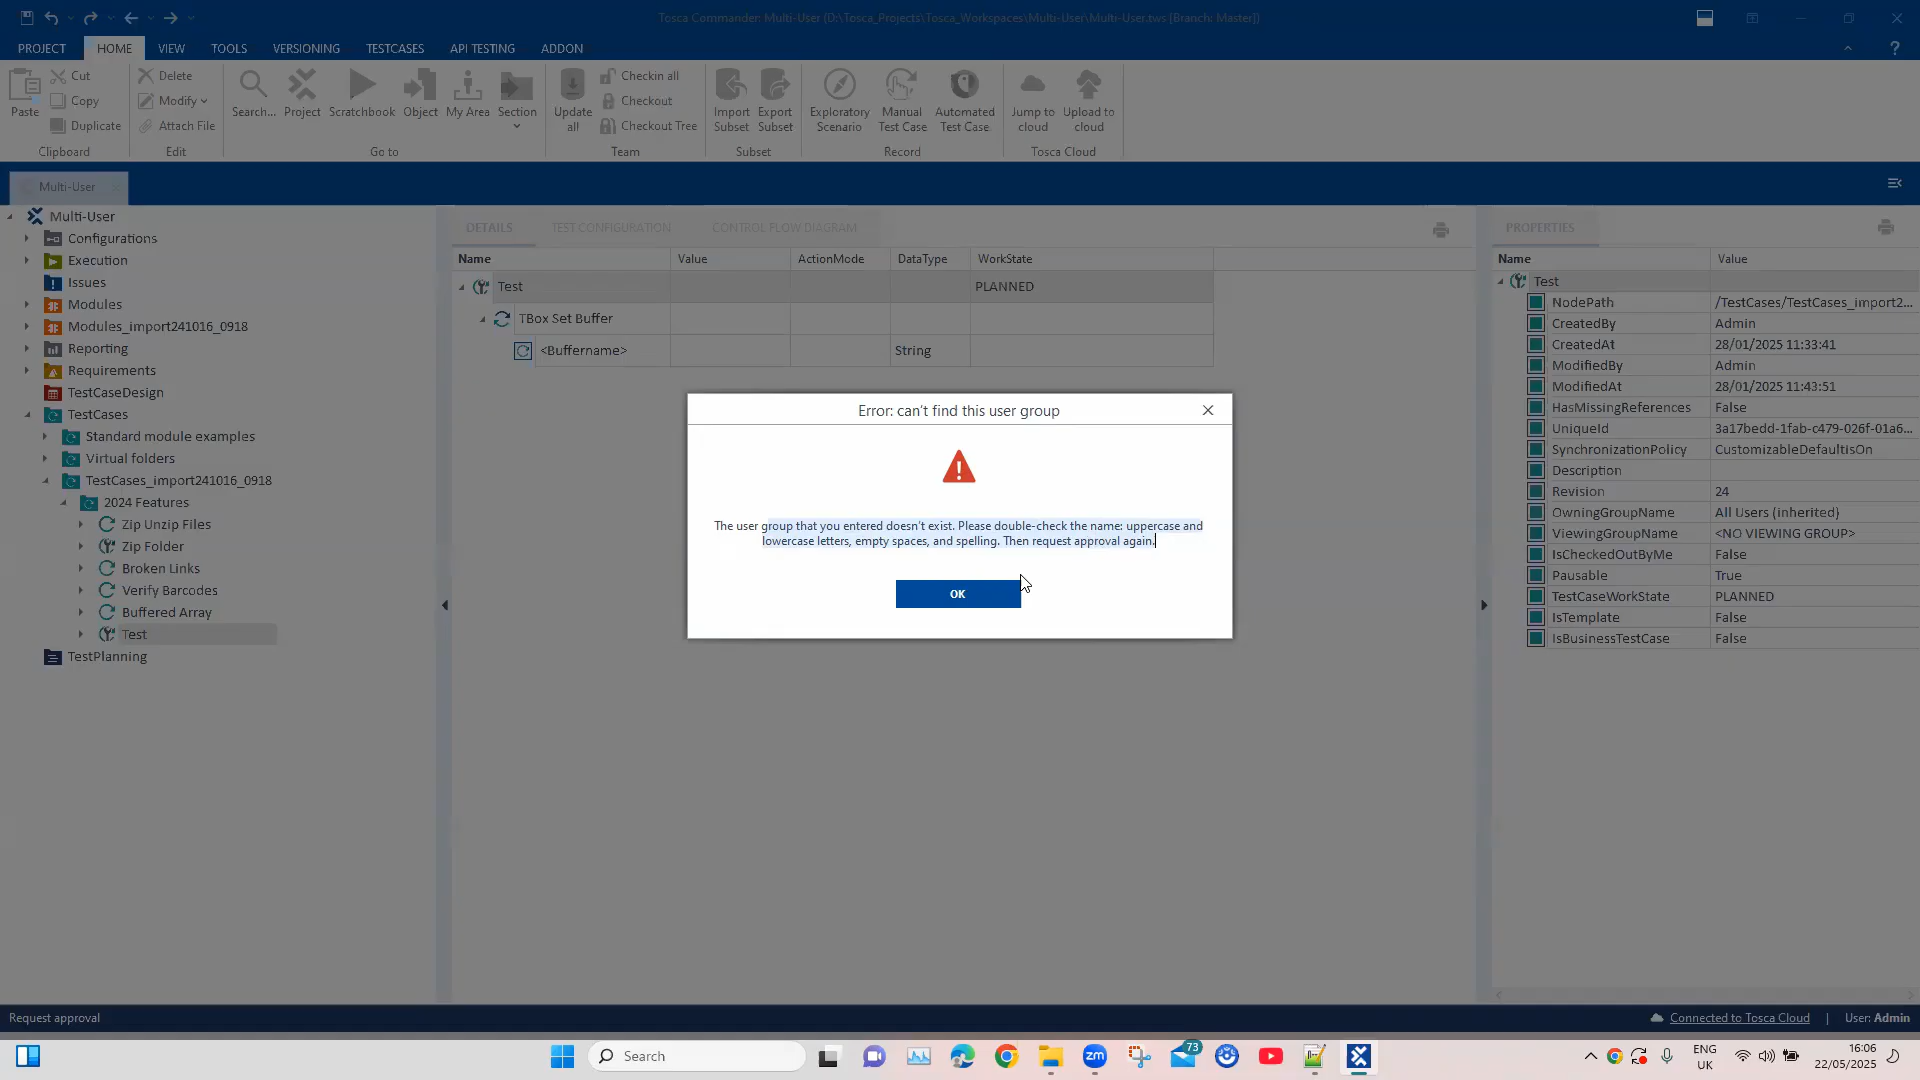 Tosca Commander: Multi-User (D:\Tosca_Projects\Tosca_Workspaces\Multi-User\Multi-User.tws [Branch: Master])
PROJECT HOME VIEW TOOLS VERSIONING TESTCASES API TESTING ADDON
Paste
Cut
Copy
Duplicate
Clipboard
Delete
Modify
Attach File
Edit
Search...
Project
Scratchbook
Object
My Area
Section
Go to
Update
all
Checkin all
Checkout
Checkout Tree
Team
Import
Subset
Export
Subset
Subset
Exploratory
Scenario
Manual
Test Case
Automated
Test Case
Record
Jump to
cloud
Upload to
cloud
Tosca Cloud
Multi-User
Multi-User
Configurations
Execution
Issues
Modules
Modules_import241016_0918
Reporting
Requirements
TestCaseDesign
TestCases
Standard module examples
Virtual folders
TestCases_import241016_0918
2024 Features
Zip Unzip Files
Zip Folder
Broken Links
Verify Barcodes
Buffered Array
Test
TestPlanning
DETAILS TEST CONFIGURATION CONTROL FLOW DIAGRAM
Name Value ActionMode DataType WorkState
Test PLANNED
TBox Set Buffer
<Buffername> String
Error: can't find this user group
The user group that you entered doesn't exist. Please double-check the name: uppercase and
lowercase letters, empty spaces, and spelling. Then request approval again.
OK
PROPERTIES
Name Value
Test
NodePath /TestCases/TestCases_import2...
CreatedBy Admin
CreatedAt 28/01/2025 11:33:41
ModifiedBy Admin
ModifiedAt 28/01/2025 11:43:51
HasMissingReferences False
UniqueId 3a17bedd-1fab-c479-026f-01a6...
SynchronizationPolicy CustomizableDefaultIsOn
Description
Revision 24
OwningGroupName All Users (inherited)
ViewingGroupName <NO VIEWING GROUP>
IsCheckedOutByMe False
Pausable True
TestCaseWorkState PLANNED
IsTemplate False
IsBusinessTestCase False
Request approval
Connected to Tosca Cloud | User: Admin
Search
zm
73
ENG
UK
16:06
22/05/2025